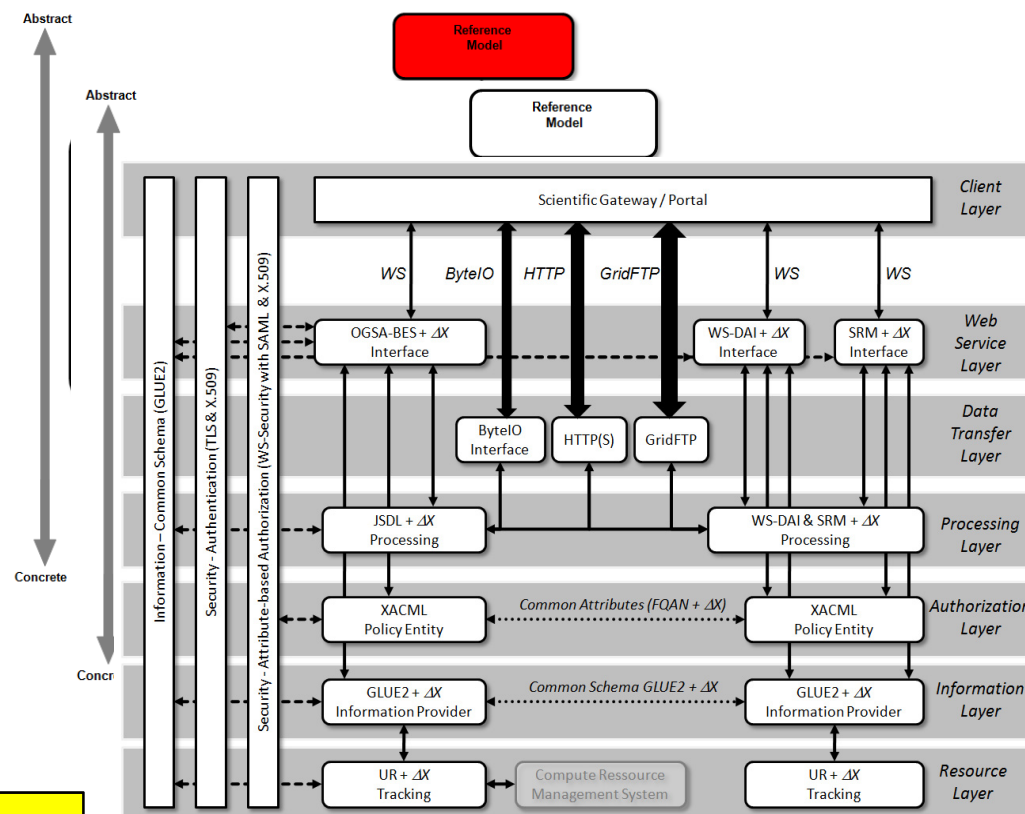 Abstract
Reference
Model
Abstract
Reference
Model
Client
Layer
Scientific Gateway / Portal
WS
ByteIO
HTTP
GridFTP
WS
WS
Web
Service
Layer
OGSA-BES + ΔX
Interface
WS-DAI + ΔX
Interface
SRM + ΔX
Interface
Data
Transfer
Layer
ByteIO
Interface
HTTP(S)
GridFTP
Processing
Layer
JSDL + ΔX
Processing
WS-DAI & SRM + ΔX
Processing
Concrete
Authorization
Layer
XACML
Policy Entity
Common Attributes (FQAN + ΔX)
XACML
Policy Entity
Concr
Information
Layer
GLUE2 + ΔX
Information Provider
Common Schema GLUE2 + ΔX
GLUE2 + ΔX
Information Provider
Resource
Layer
UR + ΔX
Tracking
Compute Ressource
Management System
UR + ΔX
Tracking
Information – Common Schema (GLUE2)
Security - Authentication (TLS & X.509)
Security - Attribute-based Authorization (WS-Security with SAML & X.509)